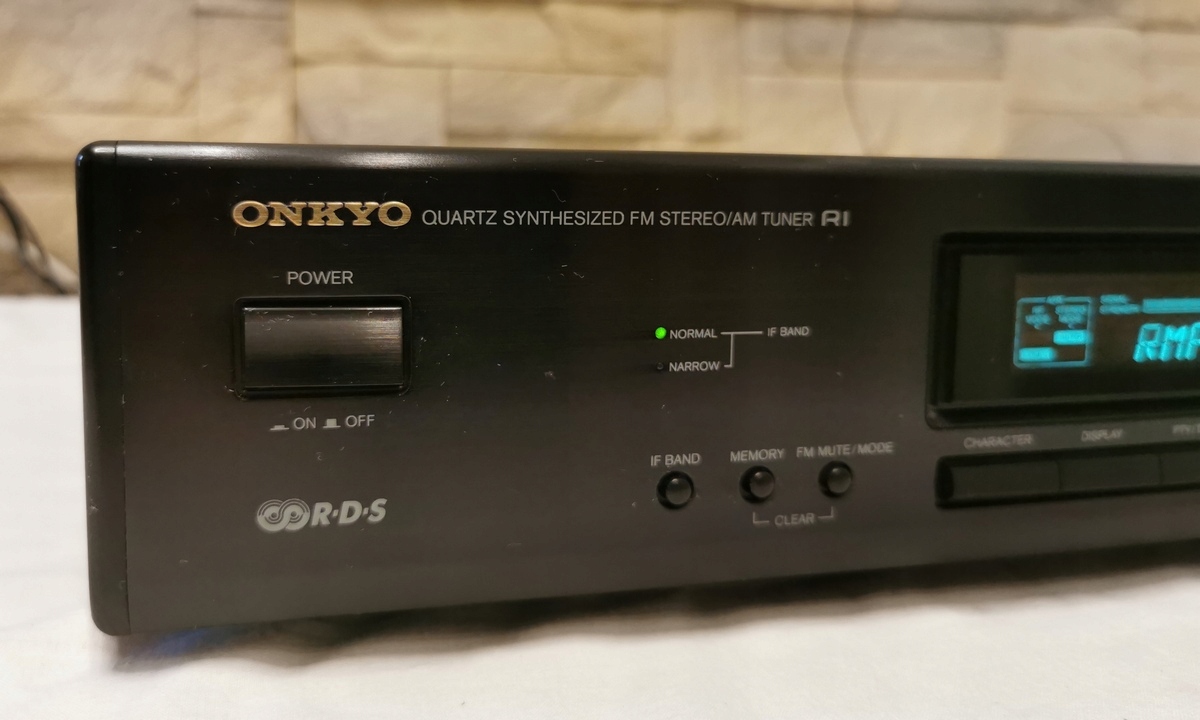 ONKYO QUARTZ SYNTHESIZED FM STEREO/AM TUNER RI
POWER
ON OFF
R·D·S
NORMAL IF BAND
NARROW
IF BAND MEMORY FM MUTE/MODE
CLEAR
CHARACTER DISPLAY